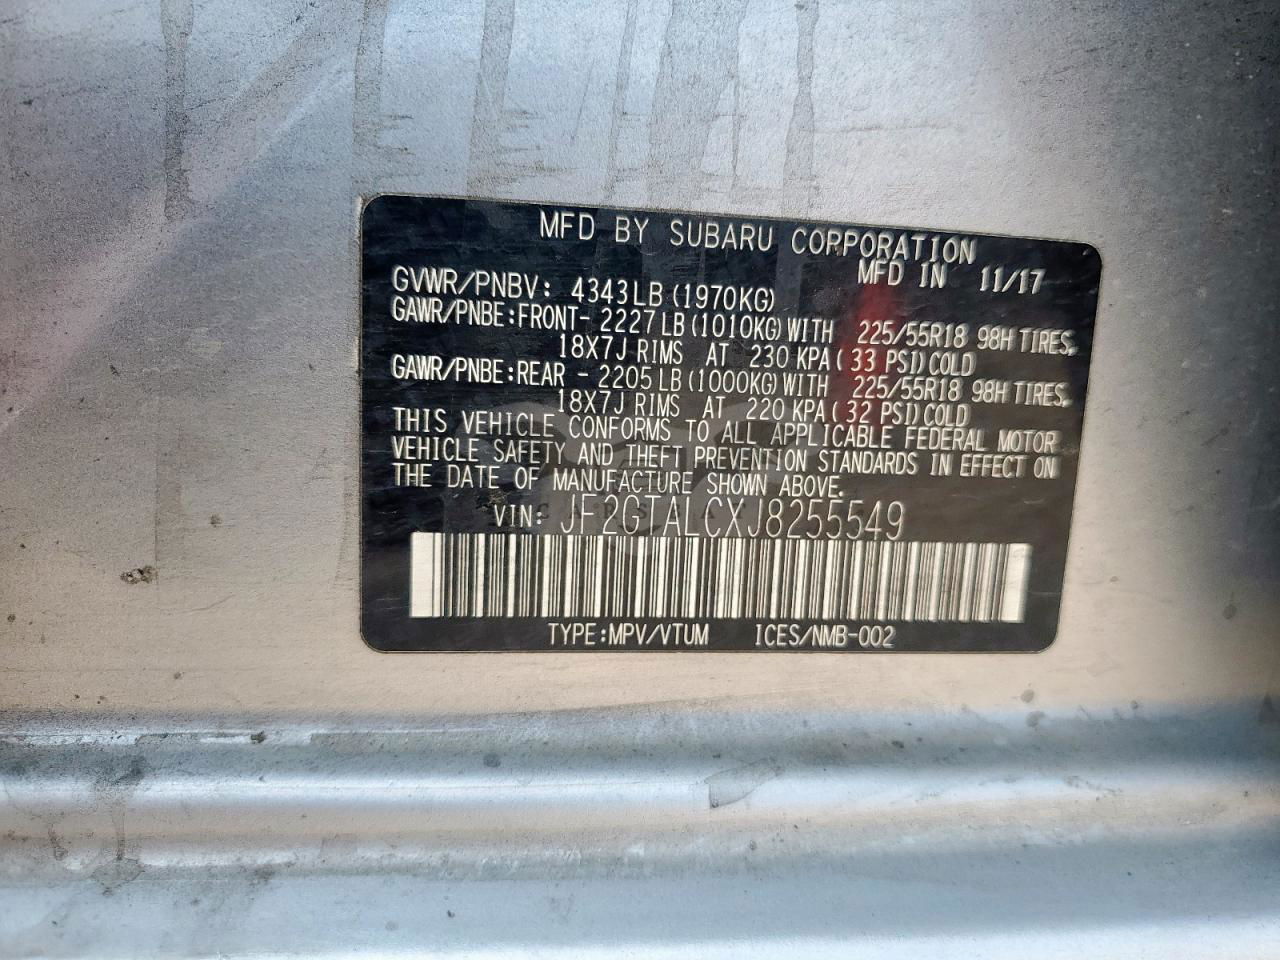 MFD BY SUBARU CORPORATION
MFD IN 11/17
GVWR/PNBV: 4343LB(1970KG)
GAWR/PNBE:FRONT- 2227LB(1010KG)WITH 225/55R18 98H TIRES,
18X7J RIMS AT 230 KPA(33 PSI)COLD
GAWR/PNBE:REAR - 2205LB(1000KG)WITH 225/55R18 98H TIRES,
18X7J RIMS AT 220 KPA(32 PSI)COLD
THIS VEHICLE CONFORMS TO ALL APPLICABLE FEDERAL MOTOR
VEHICLE SAFETY AND THEFT PREVENTION STANDARDS IN EFFECT ON
THE DATE OF MANUFACTURE SHOWN ABOVE.
VIN: JF2GTALCXJ8255549
TYPE:MPV/VTUM ICES/NMB-002